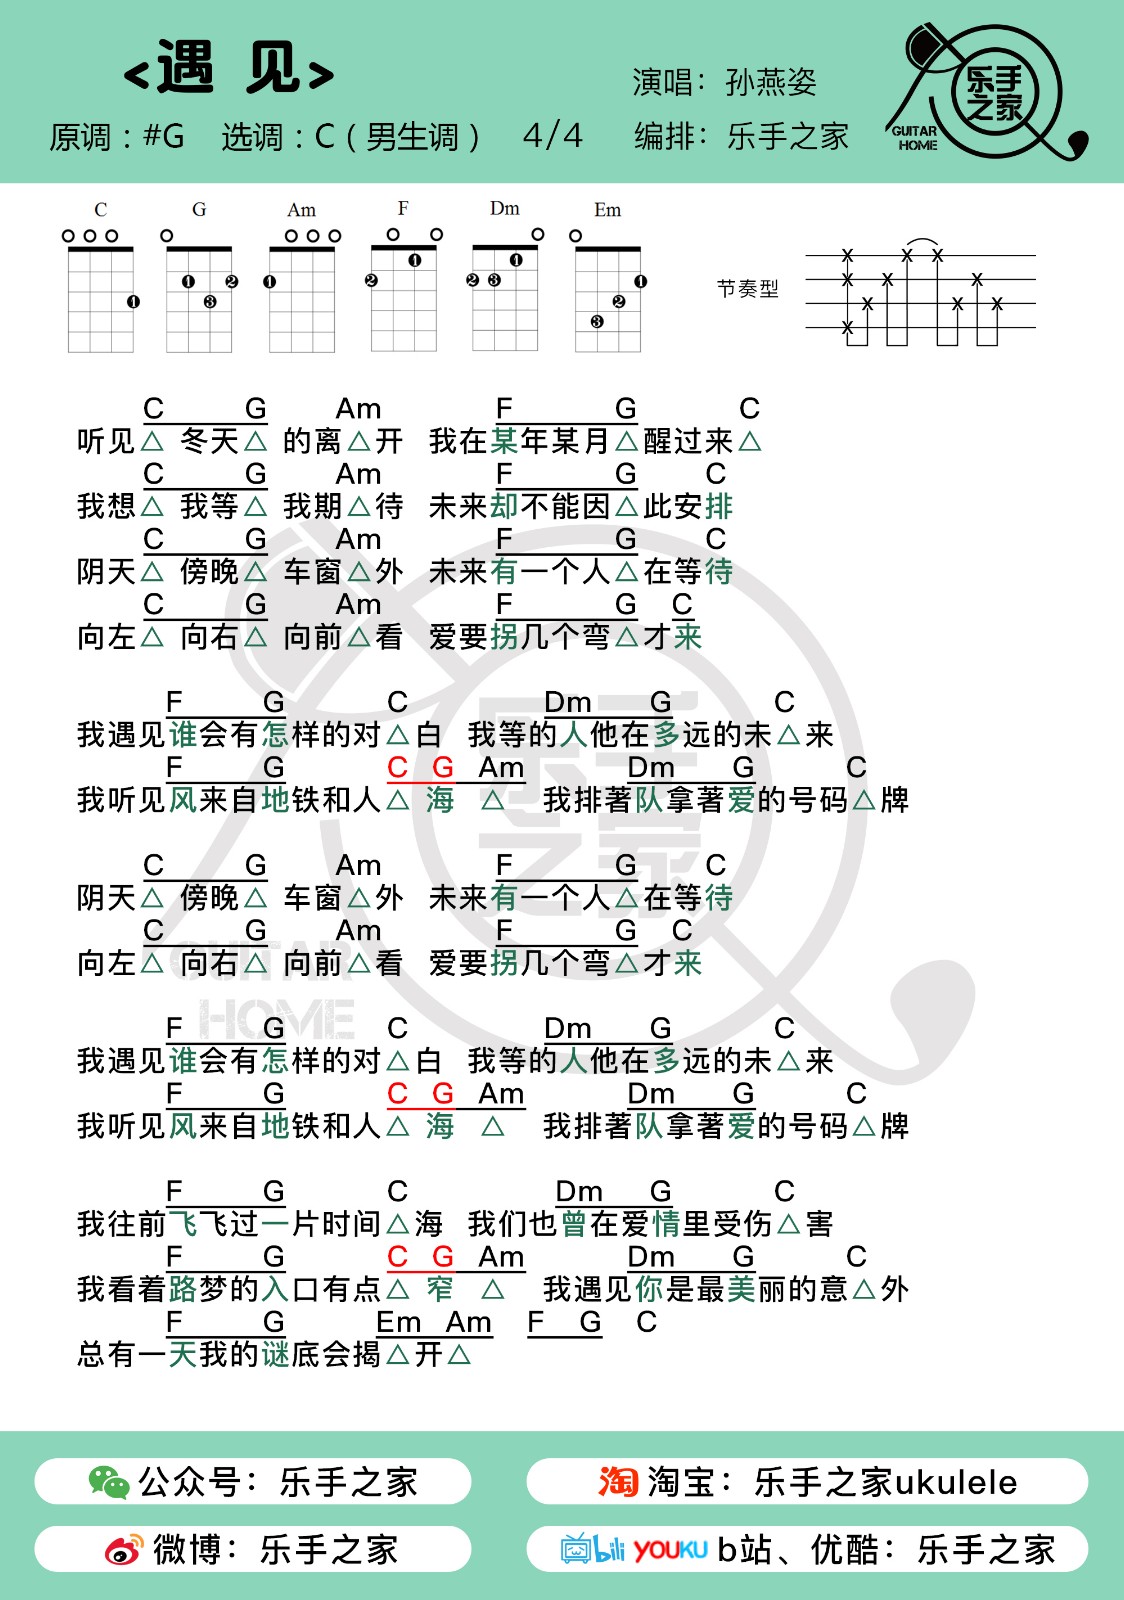 <遇 见>
原调：#G 选调：C（男生调） 4/4
演唱：孙燕姿
编排：乐手之家
乐手之家
GUITAR
HOME
C G Am F Dm Em
节奏型
C G Am F G C
听见△ 冬天△ 的离△开 我在某年某月△醒过来△
C G Am F G C
我想△ 我等△ 我期△待 未来却不能因△此安排
C G Am F G C
阴天△ 傍晚△ 车窗△外 未来有一个人△在等待
C G Am F G C
向左△ 向右△ 向前△看 爱要拐几个弯△才来
F G C Dm G C
我遇见谁会有怎样的对△白 我等的人他在多远的未△来
F G C G Am Dm G C
我听见风来自地铁和人△ 海 △ 我排著队拿著爱的号码△牌
C G Am F G C
阴天△ 傍晚△ 车窗△外 未来有一个人△在等待
C G Am F G C
向左△ 向右△ 向前△看 爱要拐几个弯△才来
F G C Dm G C
我遇见谁会有怎样的对△白 我等的人他在多远的未△来
F G C G Am Dm G C
我听见风来自地铁和人△ 海 △ 我排著队拿著爱的号码△牌
F G C Dm G C
我往前飞飞过一片时间△海 我们也曾在爱情里受伤△害
F G C G Am Dm G C
我看着路梦的入口有点△ 窄 △ 我遇见你是最美丽的意△外
F G Em Am F G C
总有一天我的谜底会揭△开△
乐手之家
GUITAR
HOME
公众号：乐手之家
淘 淘宝：乐手之家ukulele
微博：乐手之家
bili YOUKU b站、优酷：乐手之家